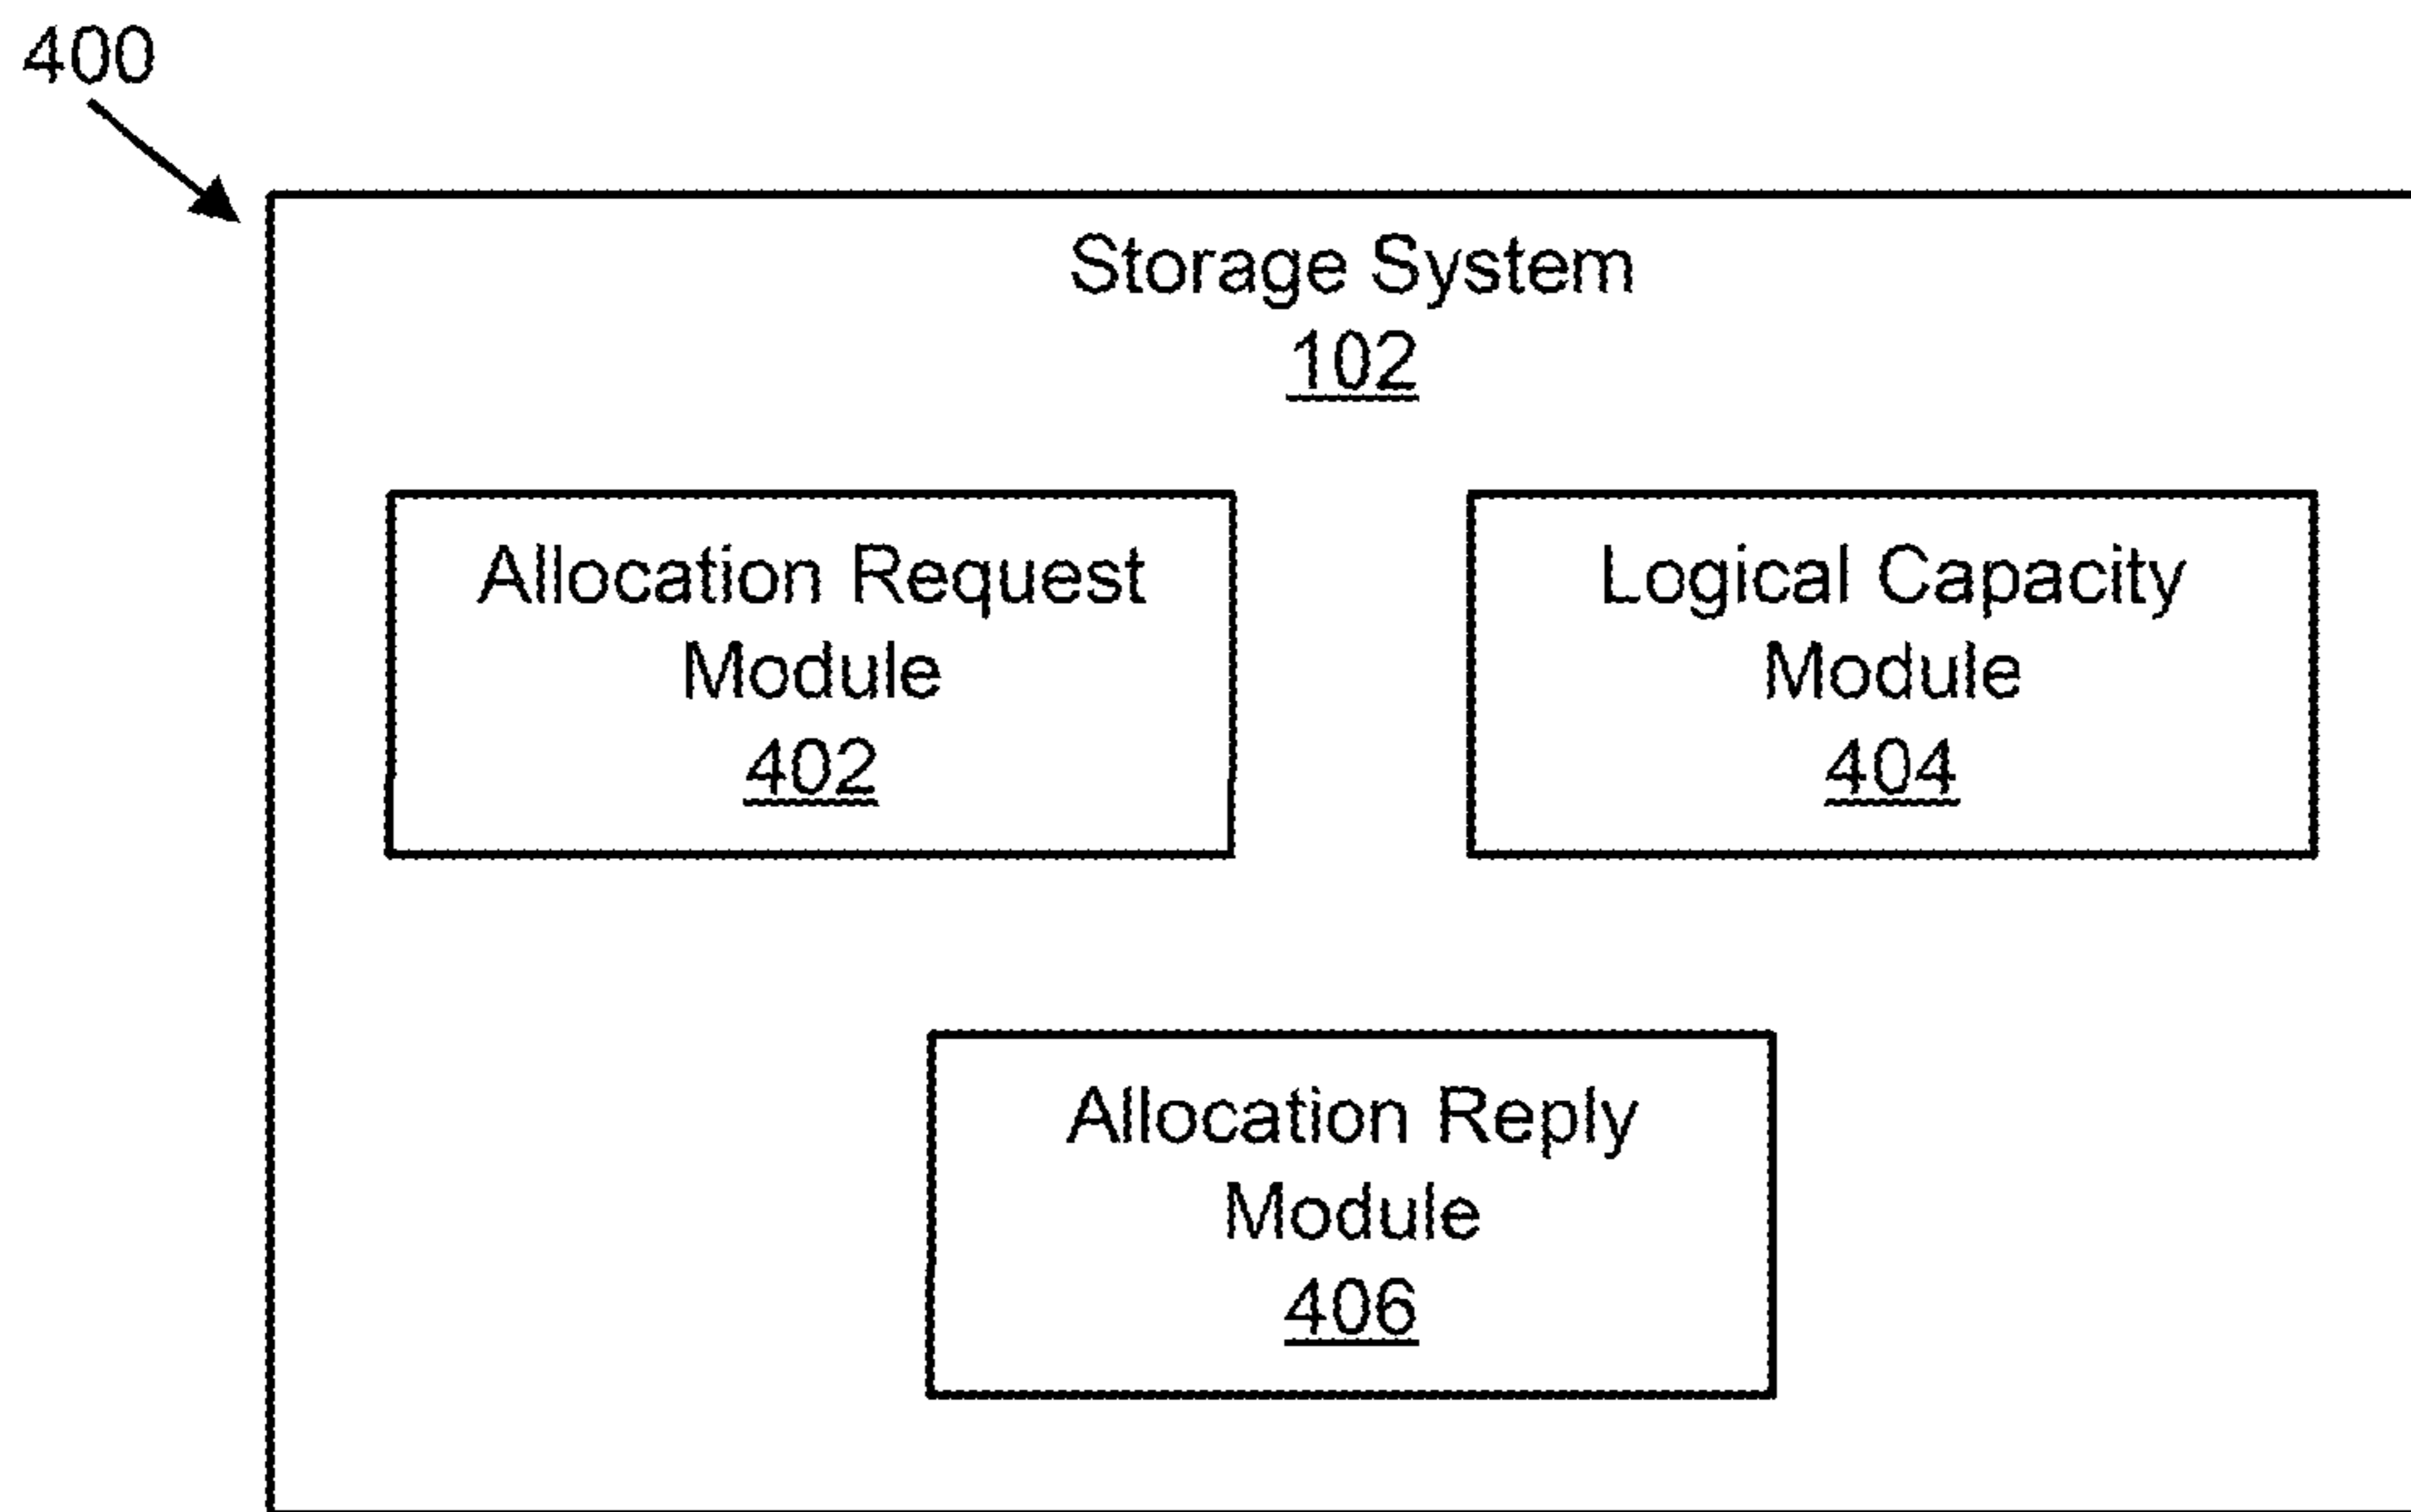 400
Storage System
102
Allocation Request
Module
402
Logical Capacity
Module
404
Allocation Reply
Module
406